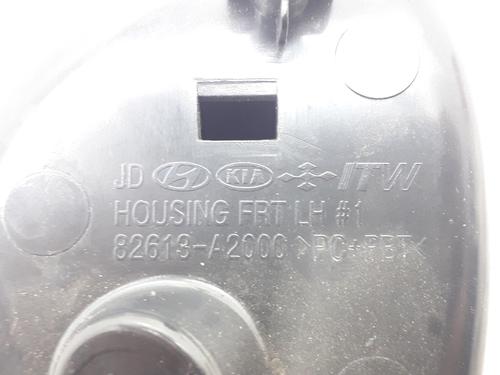 JD KIA ITW
HOUSING FRT LH #1
82613-A2000 >PC+PBT<